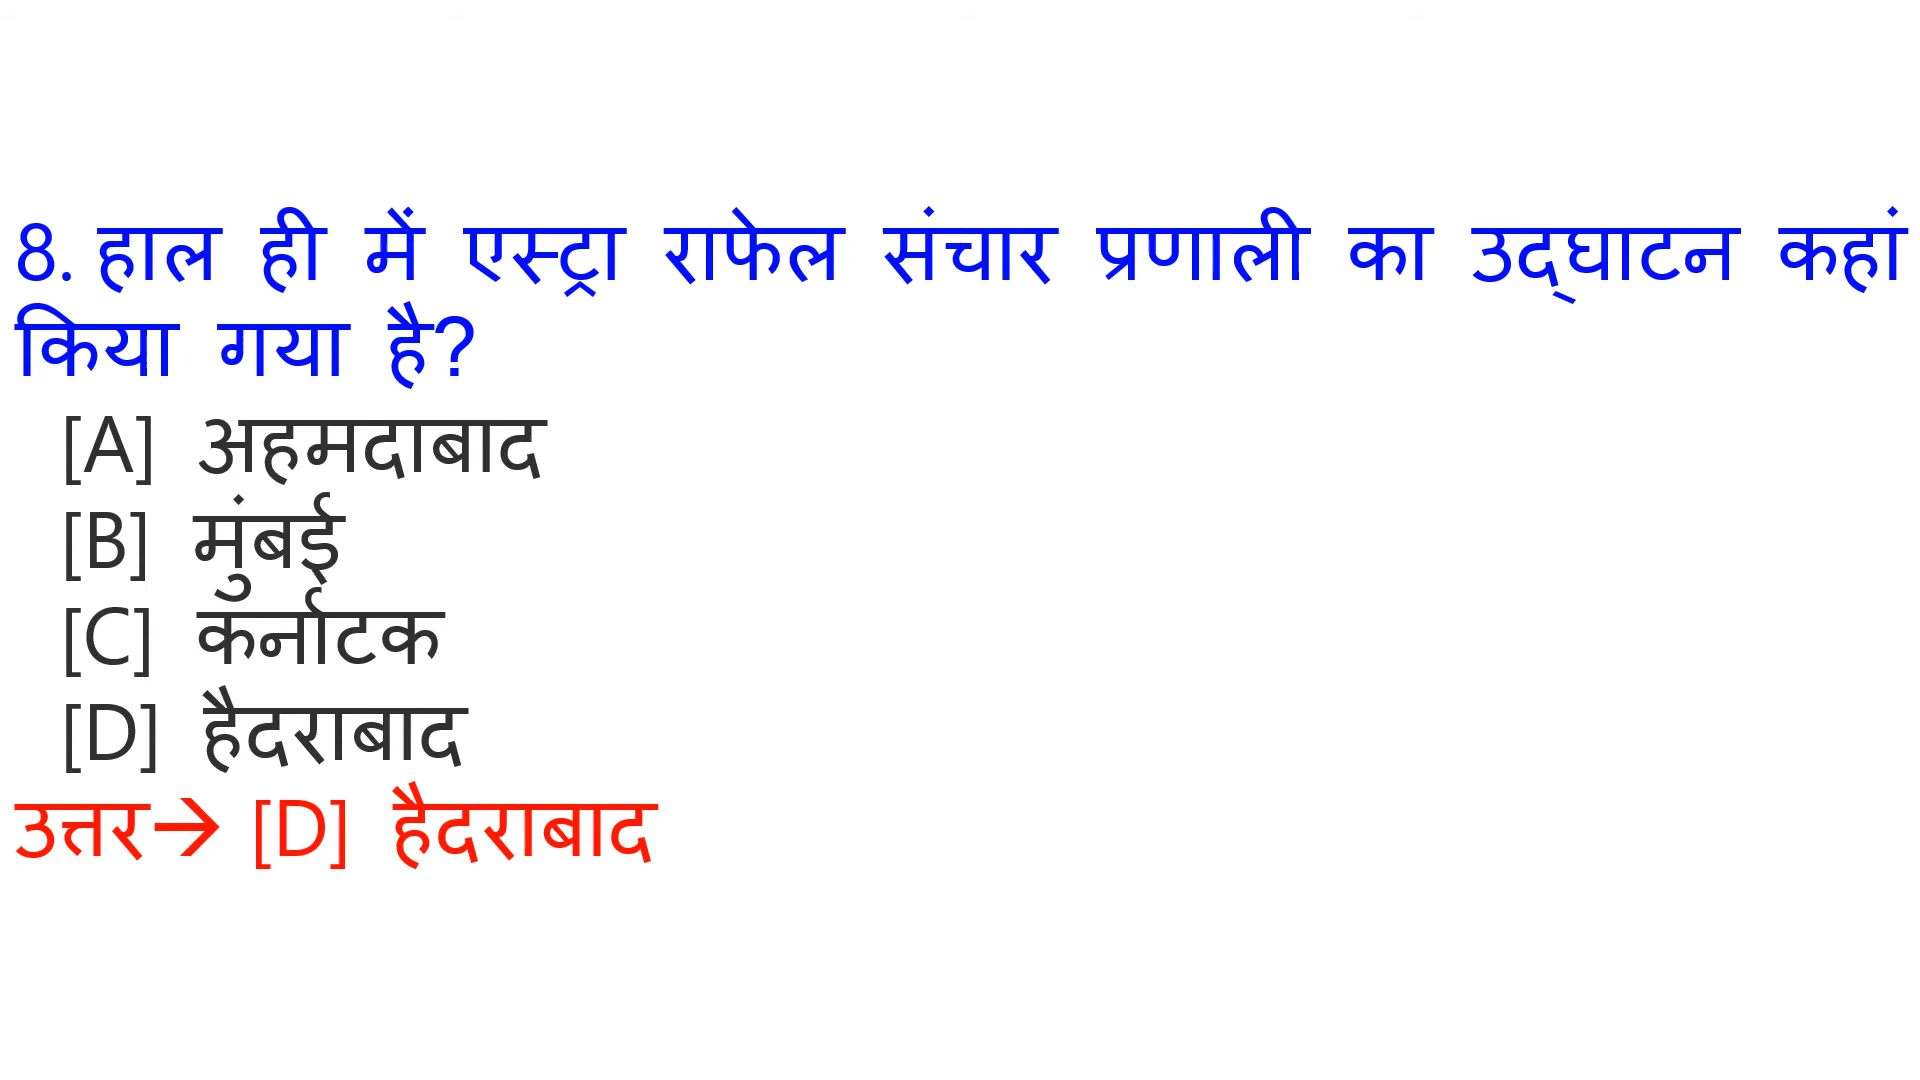 8. हाल ही में एस्ट्रा राफेल संचार प्रणाली का उद्‌घाटन कहां
किया गया है?
[A] अहमदाबाद
[B] मुंबई
[C] कर्नाटक
[D] हैदराबाद
उत्तर→ [D] हैदराबाद